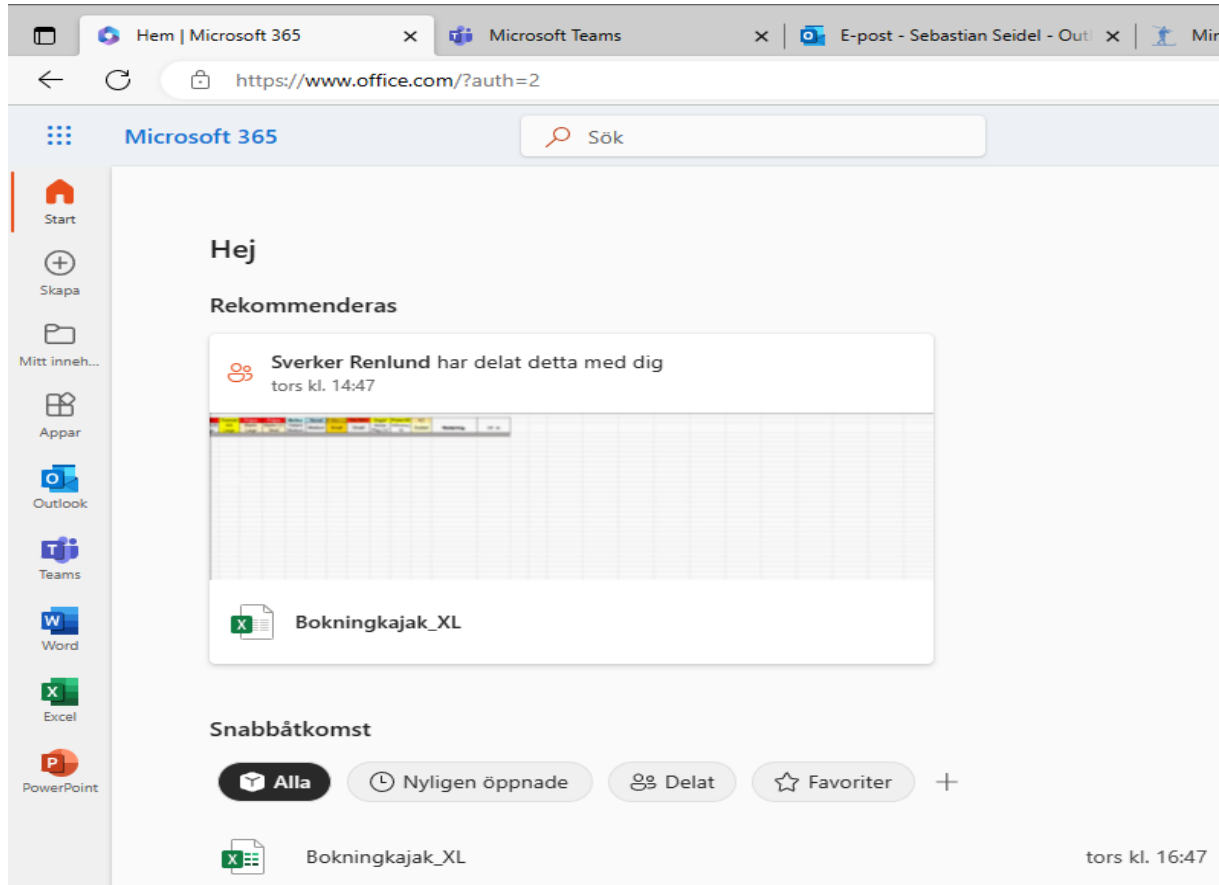 Hem | Microsoft 365
Microsoft Teams
E-post - Sebastian Seidel - Out
https://www.office.com/?auth=2
Microsoft 365
Sök
Start
Skapa
Mitt inneh...
Appar
Outlook
Teams
Word
Excel
PowerPoint
Hej
Rekommenderas
Sverker Renlund har delat detta med dig
tors kl. 14:47
Bokningkajak_XL
Snabbåtkomst
Alla
Nyligen öppnade
Delat
Favoriter
Bokningkajak_XL
tors kl. 16:47